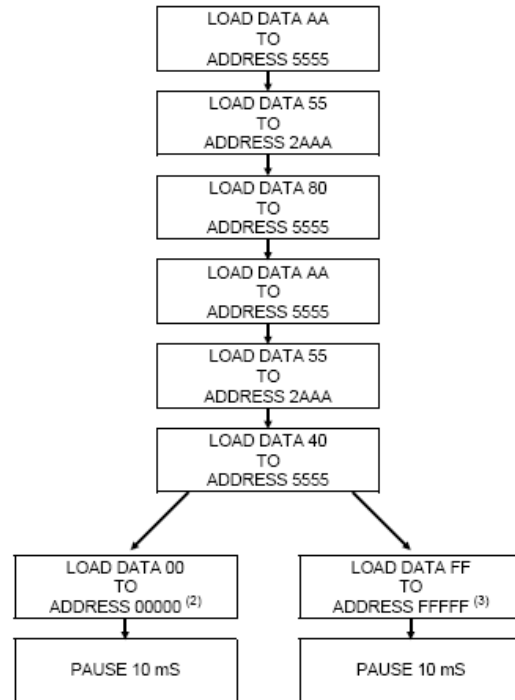 LOAD DATA AA
TO
ADDRESS 5555
LOAD DATA 55
TO
ADDRESS 2AAA
LOAD DATA 80
TO
ADDRESS 5555
LOAD DATA AA
TO
ADDRESS 5555
LOAD DATA 55
TO
ADDRESS 2AAA
LOAD DATA 40
TO
ADDRESS 5555
LOAD DATA 00
TO
ADDRESS 00000 (2)
PAUSE 10 mS
LOAD DATA FF
TO
ADDRESS FFFFF (3)
PAUSE 10 mS